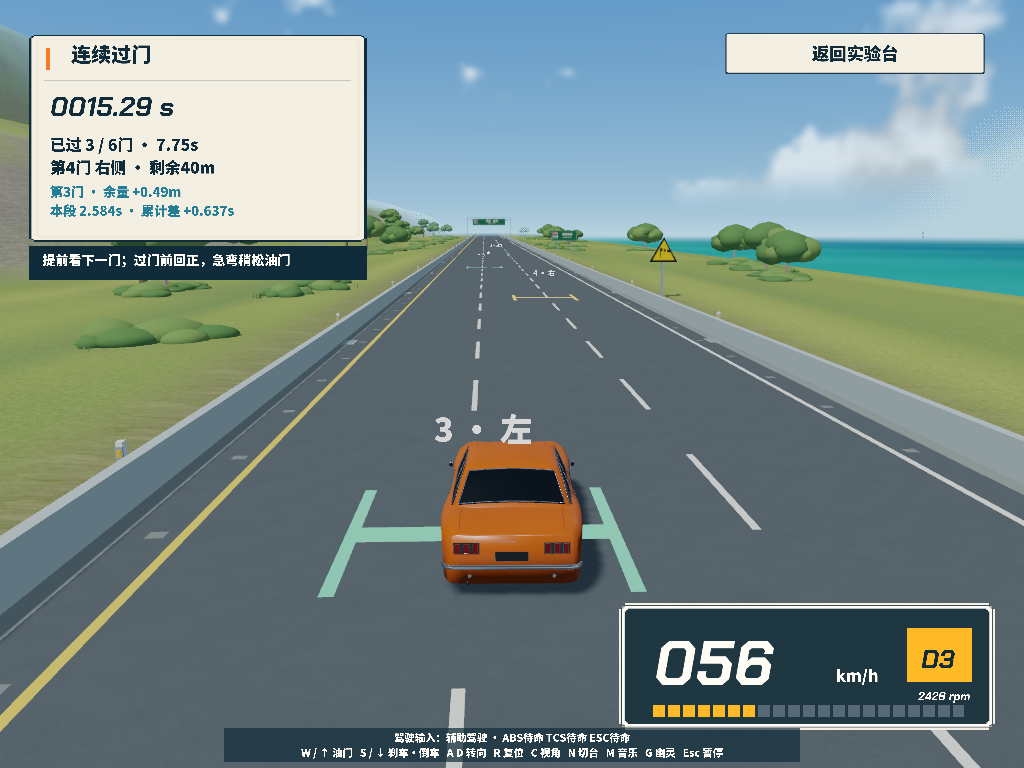 连续过门
0015.29 s
已过 3 / 6门 · 7.75s
第4门 右侧 · 剩余40m
第3门 · 余量 +0.49m
本段 2.584s · 累计差 +0.637s
提前看下一门；过门前回正，急弯稍松油门
返回实验台
4 · 右
3 · 左
056 km/h D3
2428 rpm
驾驶输入：辅助驾驶 · ABS待命 TCS待命 ESC待命
W / ↑ 油门 S / ↓ 刹车 · 倒车 A D 转向 R 复位 C 视角 N 切台 M 音乐 G 幽灵 Esc 暂停